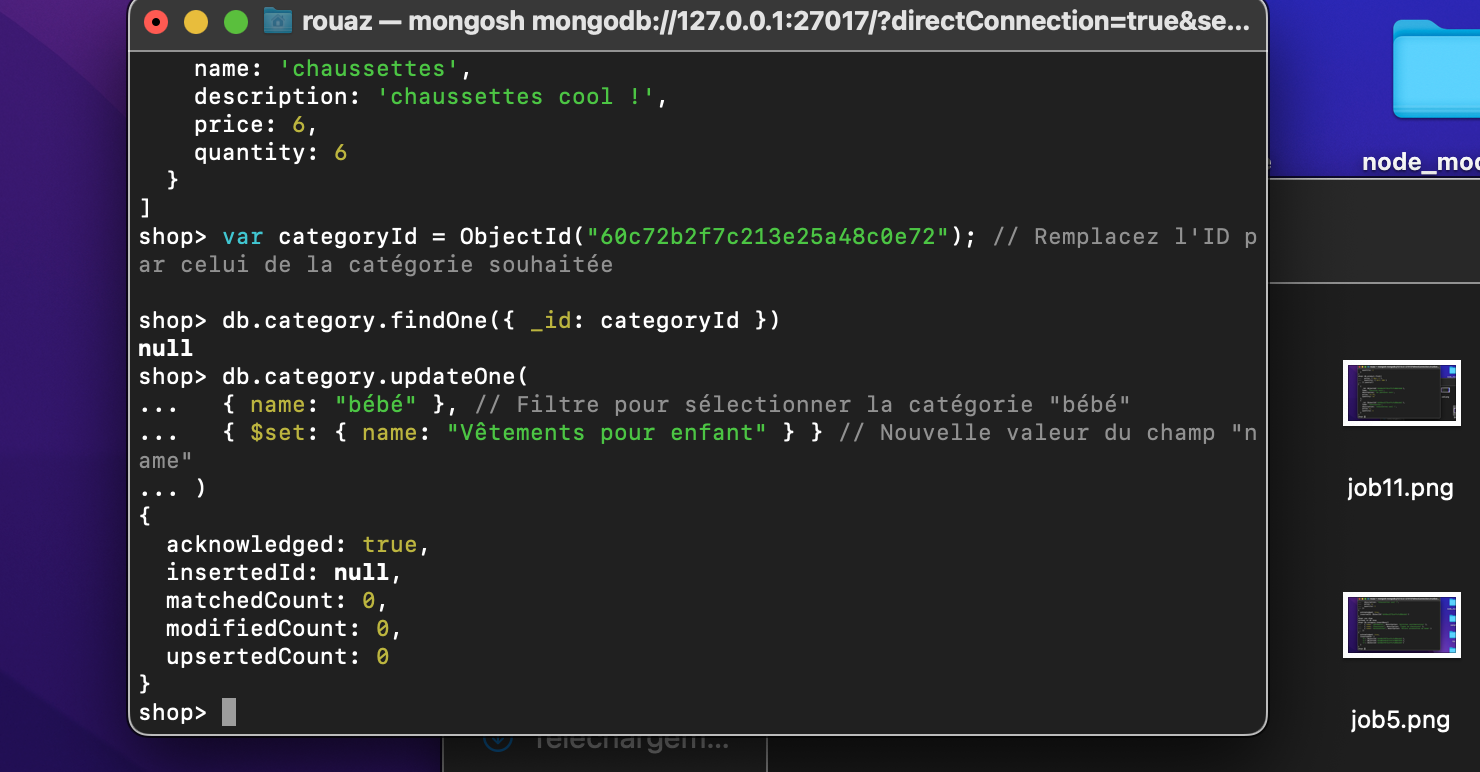 rouaz — mongosh mongodb://127.0.0.1:27017/?directConnection=true&se...
name: 'chaussettes',
description: 'chaussettes cool !',
price: 6,
quantity: 6
}
]
shop> var categoryId = ObjectId("60c72b2f7c213e25a48c0e72"); // Remplacez l'ID p
ar celui de la catégorie souhaitée
shop> db.category.findOne({ _id: categoryId })
null
shop> db.category.updateOne(
... { name: "bébé" }, // Filtre pour sélectionner la catégorie "bébé"
... { $set: { name: "Vêtements pour enfant" } } // Nouvelle valeur du champ "n
ame"
... )
{
acknowledged: true,
insertedId: null,
matchedCount: 0,
modifiedCount: 0,
upsertedCount: 0
}
shop>
node_mod
job11.png
job5.png
Téléchargem...